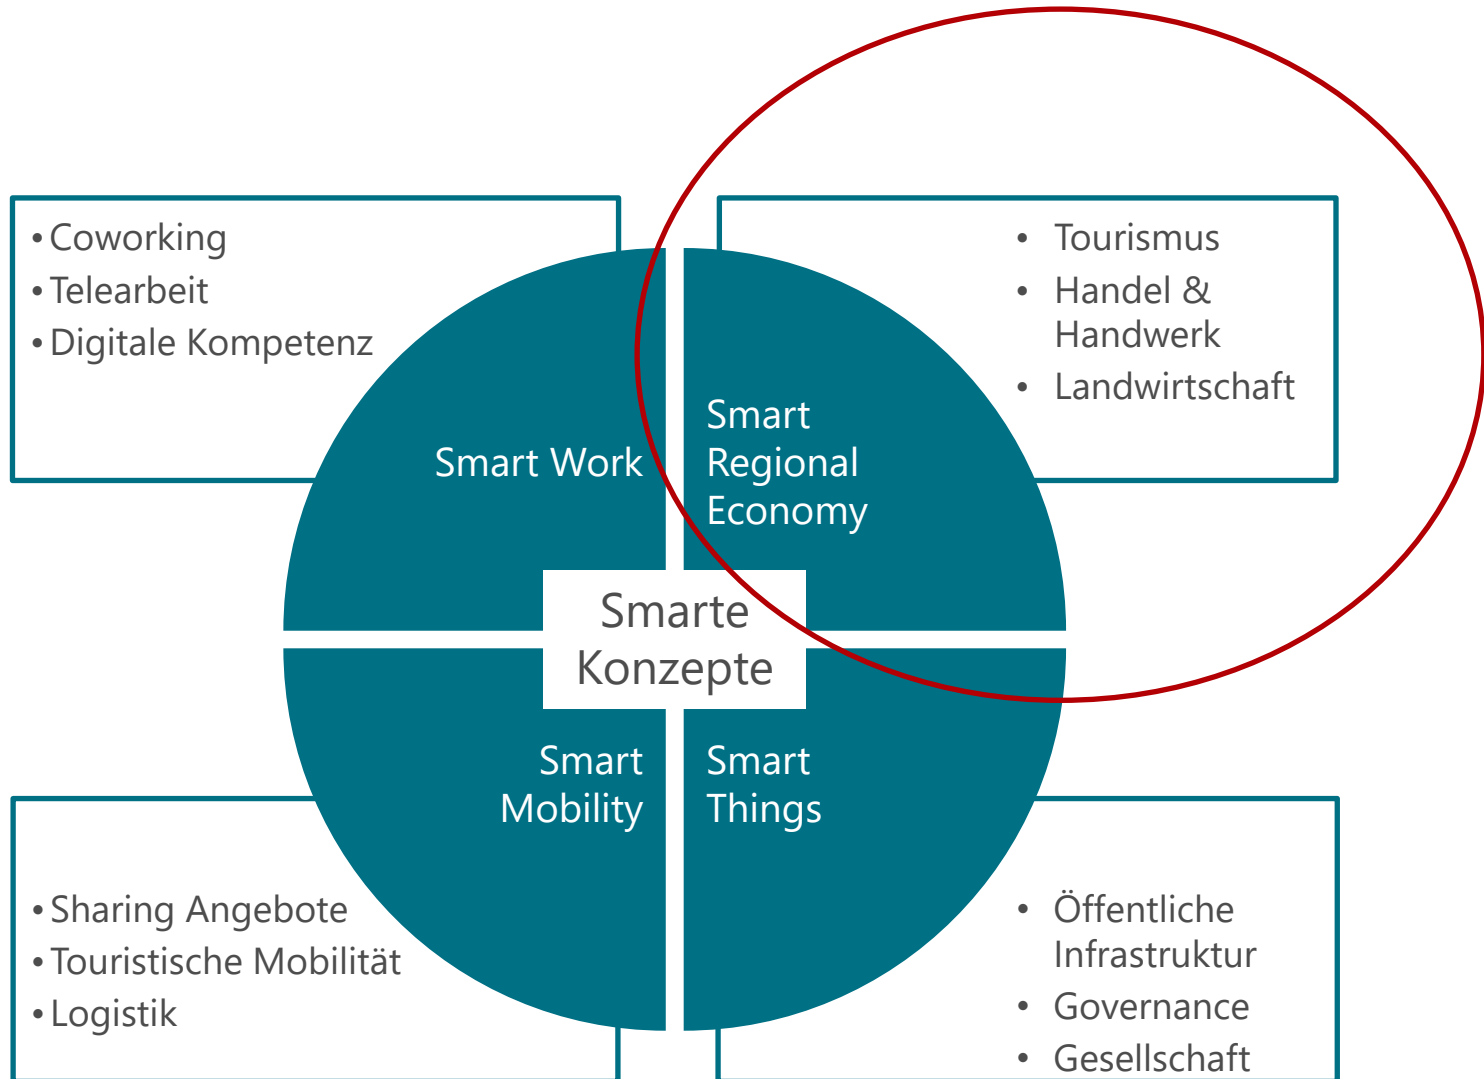 • Coworking
• Telearbeit
• Digitale Kompetenz
• Tourismus
• Handel &
Handwerk
• Landwirtschaft
Smart Work
Smart
Regional
Economy
Smarte
Konzepte
Smart
Mobility
Smart
Things
• Sharing Angebote
• Touristische Mobilität
• Logistik
• Öffentliche
Infrastruktur
• Governance
• Gesellschaft